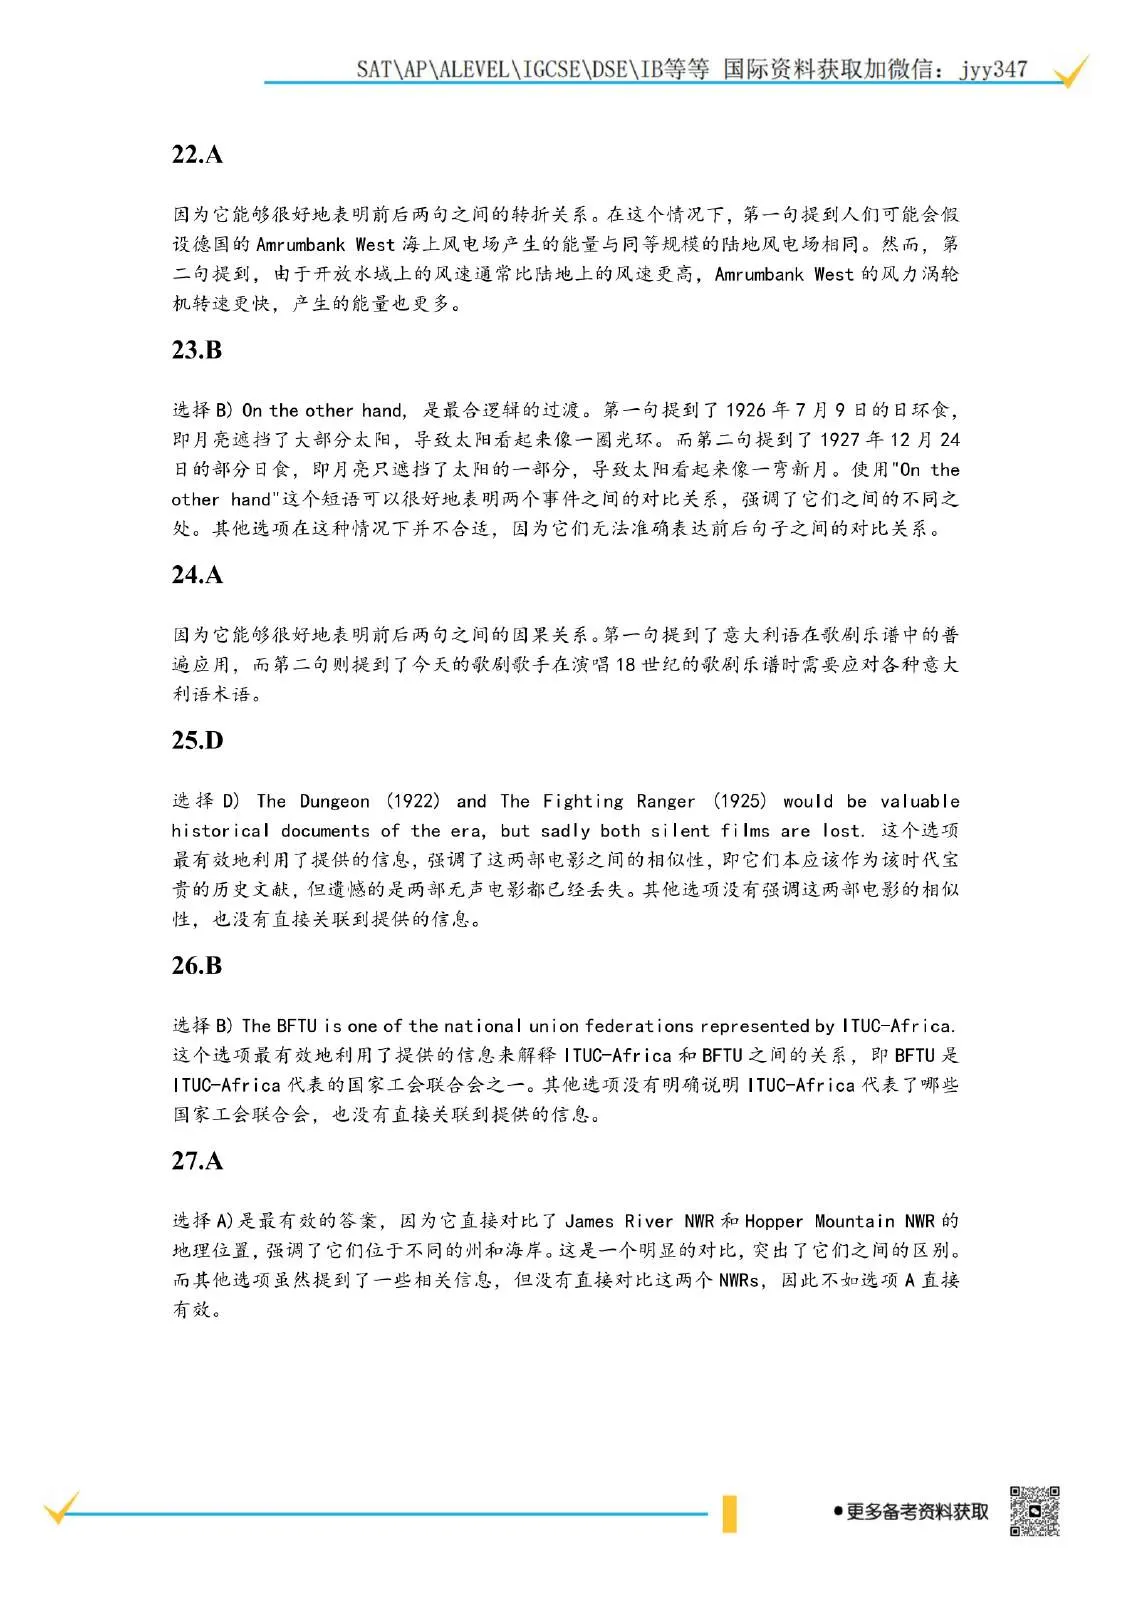 SAT\AP\ALEVEL\IGCSE\DSE\IB等等 国际资料获取加微信：jyy347
22.A
因为它能够很好地表明前后两句之间的转折关系。在这个情况下，第一句提到人们可能会假
设德国的 Amrumbank West 海上风电场产生的能量与同等规模的陆地风电场相同。然而，第
二句提到，由于开放水域上的风速通常比陆地上的风速更高，Amrumbank West 的风力涡轮
机转速更快，产生的能量也更多。
23.B
选择 B) On the other hand，是最合逻辑的过渡。第一句提到了 1926 年 7 月 9 日的日环食，
即月亮遮挡了大部分太阳，导致太阳看起来像一圈光环。而第二句提到了 1927 年 12 月 24
日的部分日食，即月亮只遮挡了太阳的一部分，导致太阳看起来像一弯新月。使用"On the
other hand"这个短语可以很好地表明两个事件之间的对比关系，强调了它们之间的不同之
处。其他选项在这种情况下并不合适，因为它们无法准确表达前后句子之间的对比关系。
24.A
因为它能够很好地表明前后两句之间的因果关系。第一句提到了意大利语在歌剧乐谱中的普
遍应用，而第二句则提到了今天的歌剧歌手在演唱 18 世纪的歌剧乐谱时需要应对各种意大
利语术语。
25.D
选择 D) The Dungeon (1922) and The Fighting Ranger (1925) would be valuable
historical documents of the era, but sadly both silent films are lost. 这个选项
最有效地利用了提供的信息，强调了这两部电影之间的相似性，即它们本应该作为该时代宝
贵的历史文献，但遗憾的是两部无声电影都已经丢失。其他选项没有强调这两部电影的相似
性，也没有直接关联到提供的信息。
26.B
选择 B) The BFTU is one of the national union federations represented by ITUC-Africa.
这个选项最有效地利用了提供的信息来解释 ITUC-Africa 和 BFTU 之间的关系，即 BFTU 是
ITUC-Africa 代表的国家工会联合会之一。其他选项没有明确说明 ITUC-Africa 代表了哪些
国家工会联合会，也没有直接关联到提供的信息。
27.A
选择 A)是最有效的答案，因为它直接对比了 James River NWR 和 Hopper Mountain NWR 的
地理位置，强调了它们位于不同的州和海岸。这是一个明显的对比，突出了它们之间的区别。
而其他选项虽然提到了一些相关信息，但没有直接对比这两个 NWRs，因此不如选项 A 直接
有效。
•更多备考资料获取